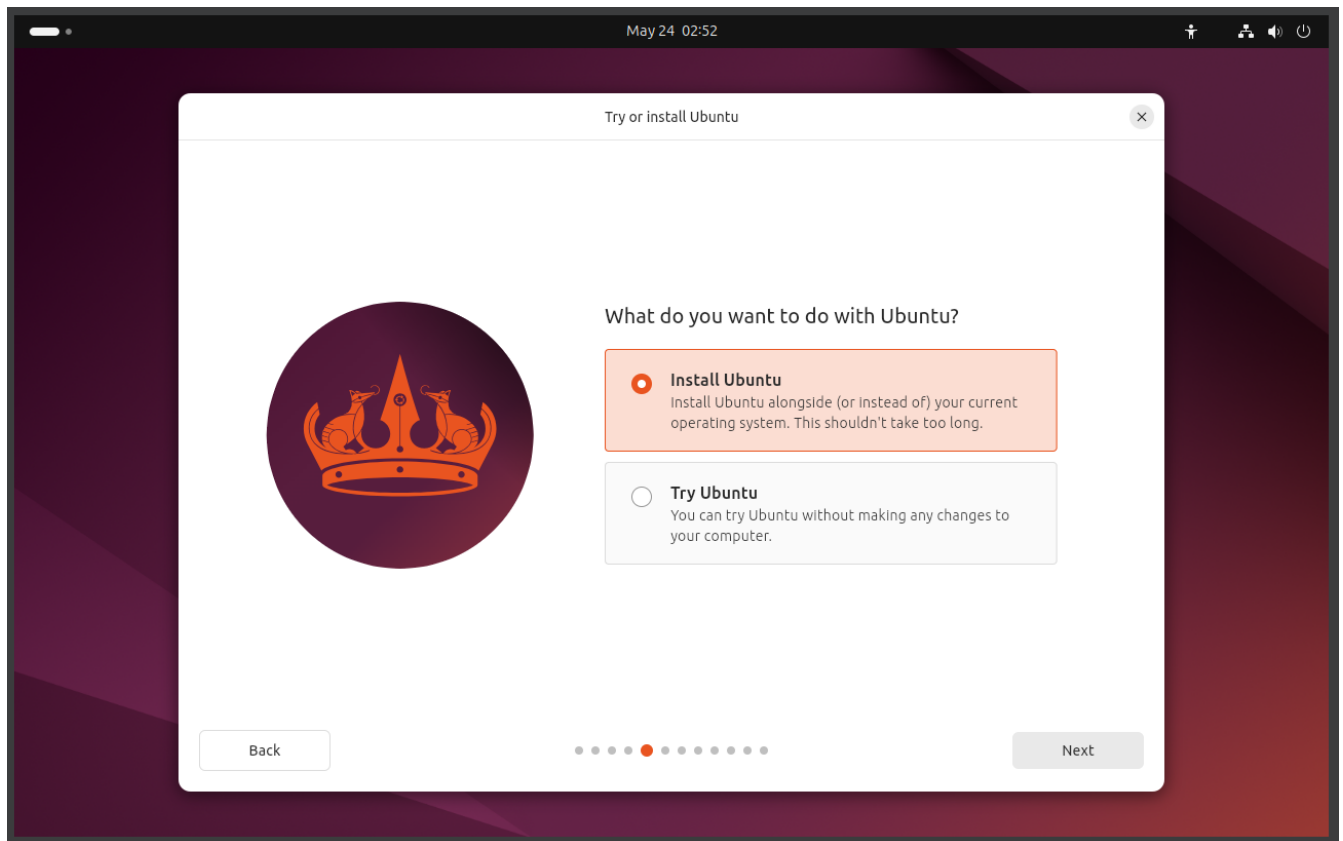 May 24 02:52
Try or install Ubuntu
What do you want to do with Ubuntu?
Install Ubuntu
Install Ubuntu alongside (or instead of) your current
operating system. This shouldn't take too long.
Try Ubuntu
You can try Ubuntu without making any changes to
your computer.
Back
Next